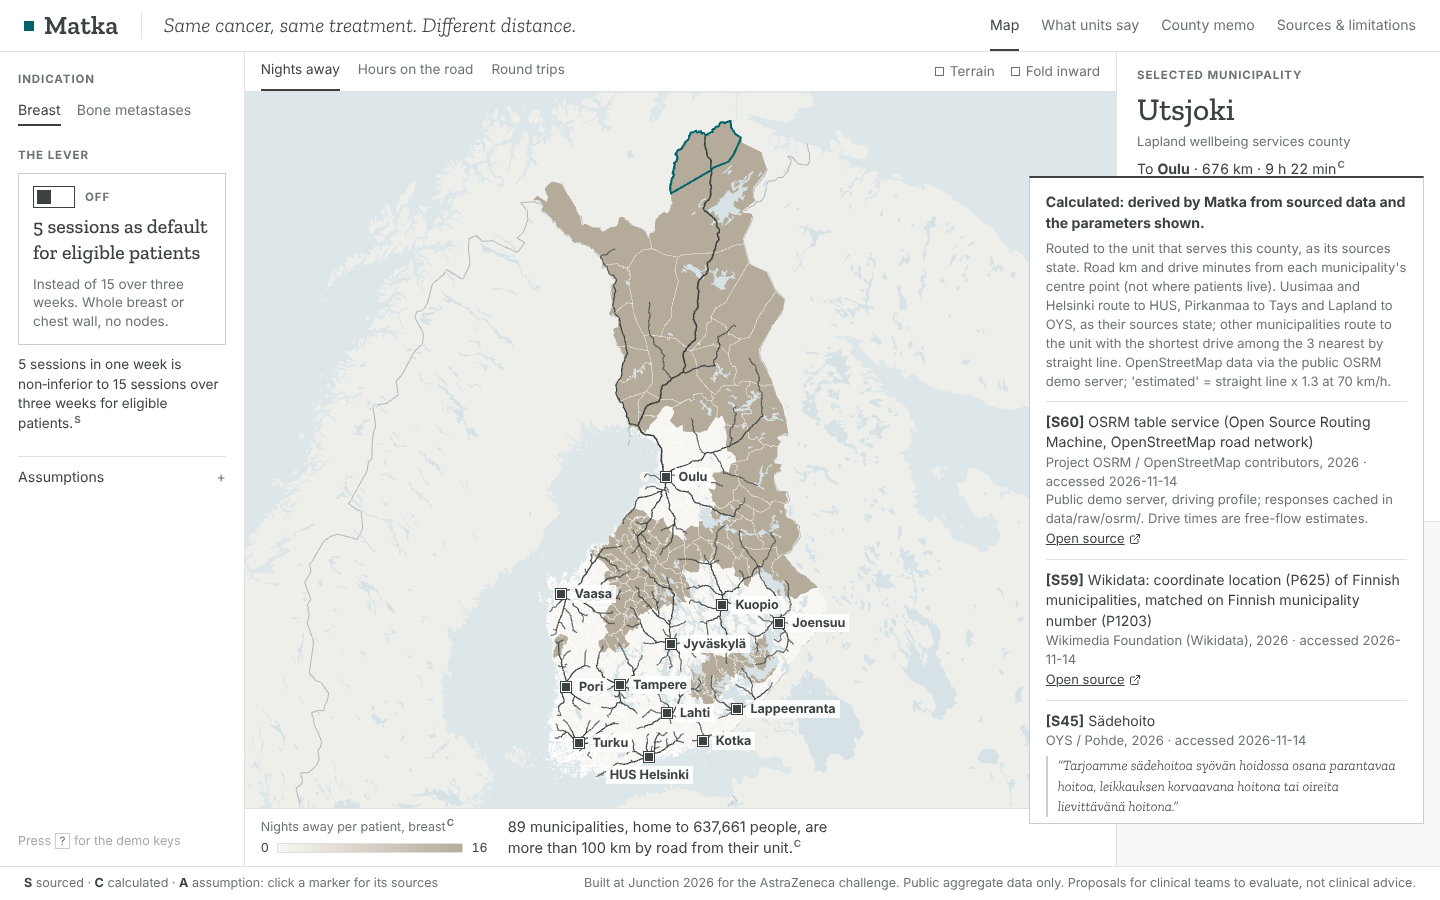 Matka
Same cancer, same treatment. Different distance.
Map
What units say
County memo
Sources & limitations
INDICATION
Breast
Bone metastases
THE LEVER
OFF
5 sessions as default
for eligible patients
Instead of 15 over three
weeks. Whole breast or
chest wall, no nodes.
5 sessions in one week is
non-inferior to 15 sessions over
three weeks for eligible
patients.S
Assumptions
+
Press ? for the demo keys
Nights away
Hours on the road
Round trips
Terrain
Fold inward
Oulu
Vaasa
Kuopio
Joensuu
Jyväskylä
Pori
Tampere
Lahti
Lappeenranta
Turku
Kotka
HUS Helsinki
Nights away per patient, breastC
0
16
89 municipalities, home to 637,661 people, are
more than 100 km by road from their unit.C
SELECTED MUNICIPALITY
Utsjoki
Lapland wellbeing services county
To Oulu · 676 km · 9 h 22 minC
Calculated: derived by Matka from sourced data and
the parameters shown.
Routed to the unit that serves this county, as its sources
state. Road km and drive minutes from each municipality's
centre point (not where patients live). Uusimaa and
Helsinki route to HUS, Pirkanmaa to Tays and Lapland to
OYS, as their sources state; other municipalities route to
the unit with the shortest drive among the 3 nearest by
straight line. OpenStreetMap data via the public OSRM
demo server; 'estimated' = straight line x 1.3 at 70 km/h.
[S60] OSRM table service (Open Source Routing
Machine, OpenStreetMap road network)
Project OSRM / OpenStreetMap contributors, 2026 ·
accessed 2026-11-14
Public demo server, driving profile; responses cached in
data/raw/osrm/. Drive times are free-flow estimates.
Open source
[S59] Wikidata: coordinate location (P625) of Finnish
municipalities, matched on Finnish municipality
number (P1203)
Wikimedia Foundation (Wikidata), 2026 · accessed 2026-
11-14
Open source
[S45] Sädehoito
OYS / Pohde, 2026 · accessed 2026-11-14
"Tarjoamme sädehoitoa syövän hoidossa osana parantavaa
hoitoa, leikkauksen korvaavana hoitona tai oireita
lievittävänä hoitona."
S sourced · C calculated · A assumption: click a marker for its sources
Built at Junction 2026 for the AstraZeneca challenge. Public aggregate data only. Proposals for clinical teams to evaluate, not clinical advice.